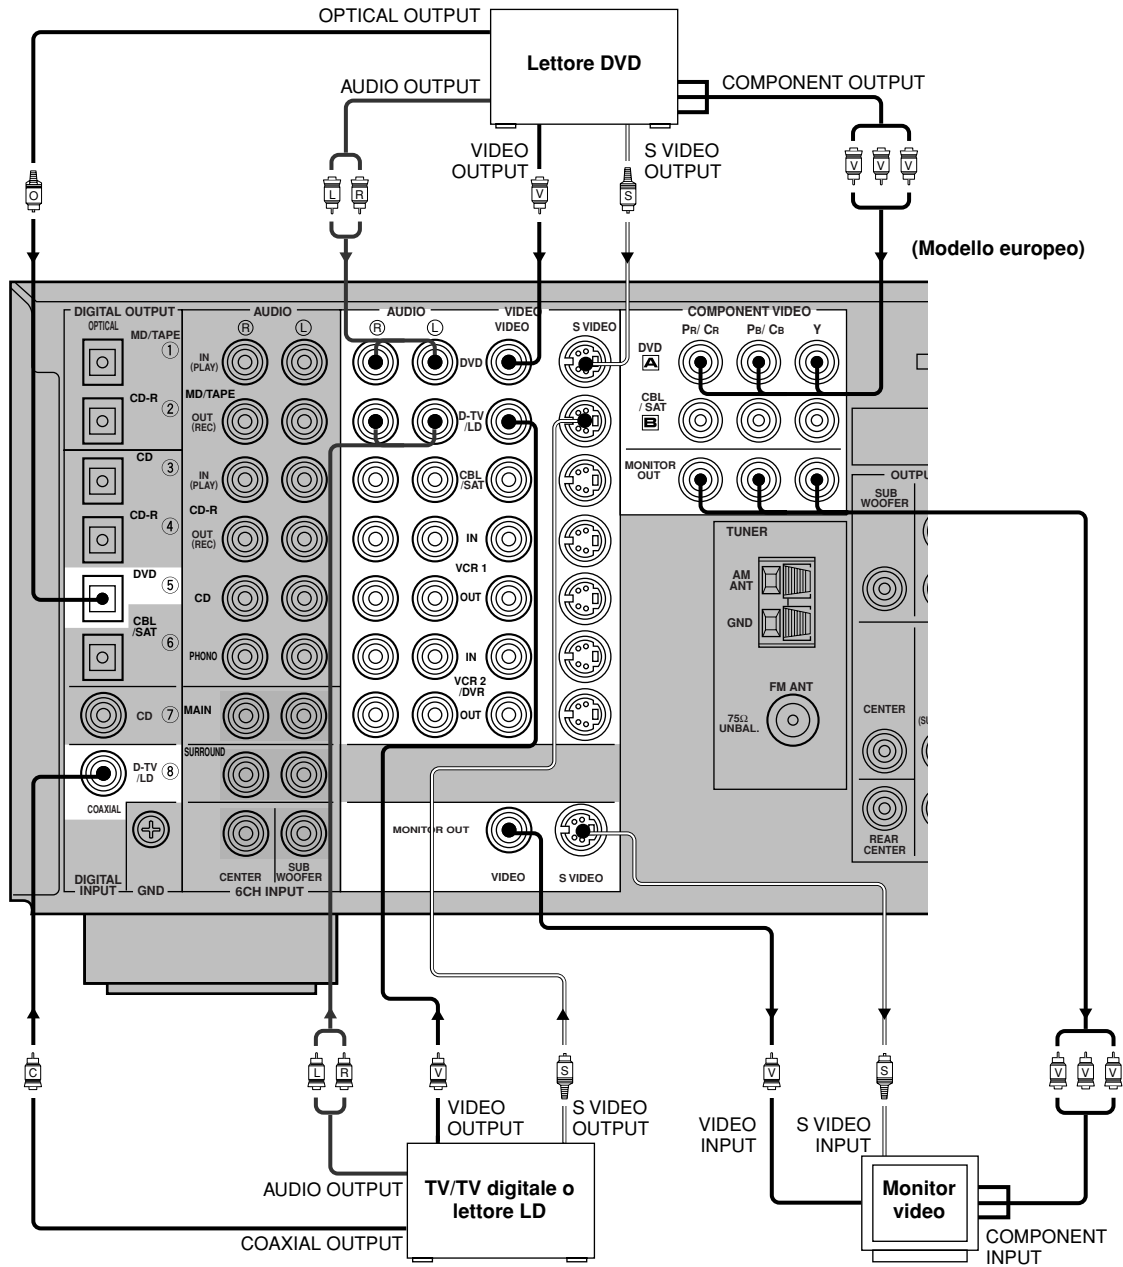 OPTICAL OUTPUT
Lettore DVD
AUDIO OUTPUT
COMPONENT OUTPUT
VIDEO
OUTPUT
S VIDEO
OUTPUT
O
L
R
V
S
V
V
V
(Modello europeo)
DIGITAL OUTPUT
OPTICAL
MD/TAPE
①
CD-R
②
CD
③
CD-R
④
DVD
⑤
CBL
/SAT
⑥
CD
⑦
D-TV
/LD
⑧
COAXIAL
DIGITAL
INPUT
GND
AUDIO
Ⓡ
Ⓛ
IN
(PLAY)
MD/TAPE
OUT
(REC)
IN
(PLAY)
CD-R
OUT
(REC)
CD
PHONO
MAIN
SURROUND
CENTER
SUB
WOOFER
6CH INPUT
AUDIO
Ⓡ
Ⓛ
VIDEO
VIDEO
S VIDEO
DVD
D-TV
/LD
CBL
/SAT
IN
VCR 1
OUT
IN
VCR 2
/DVR
OUT
MONITOR OUT
VIDEO
S VIDEO
COMPONENT VIDEO
PR/ CR
PB/ CB
Y
DVD
A
CBL
/ SAT
B
MONITOR
OUT
TUNER
AM
ANT
GND
FM ANT
75Ω
UNBAL.
OUTPU
SUB
WOOFER
CENTER
(SU
REAR
CENTER
C
L
R
V
S
V
S
V
V
V
VIDEO
OUTPUT
S VIDEO
OUTPUT
VIDEO
INPUT
S VIDEO
INPUT
AUDIO OUTPUT
TV/TV digitale o
lettore LD
COAXIAL OUTPUT
Monitor
video
COMPONENT
INPUT